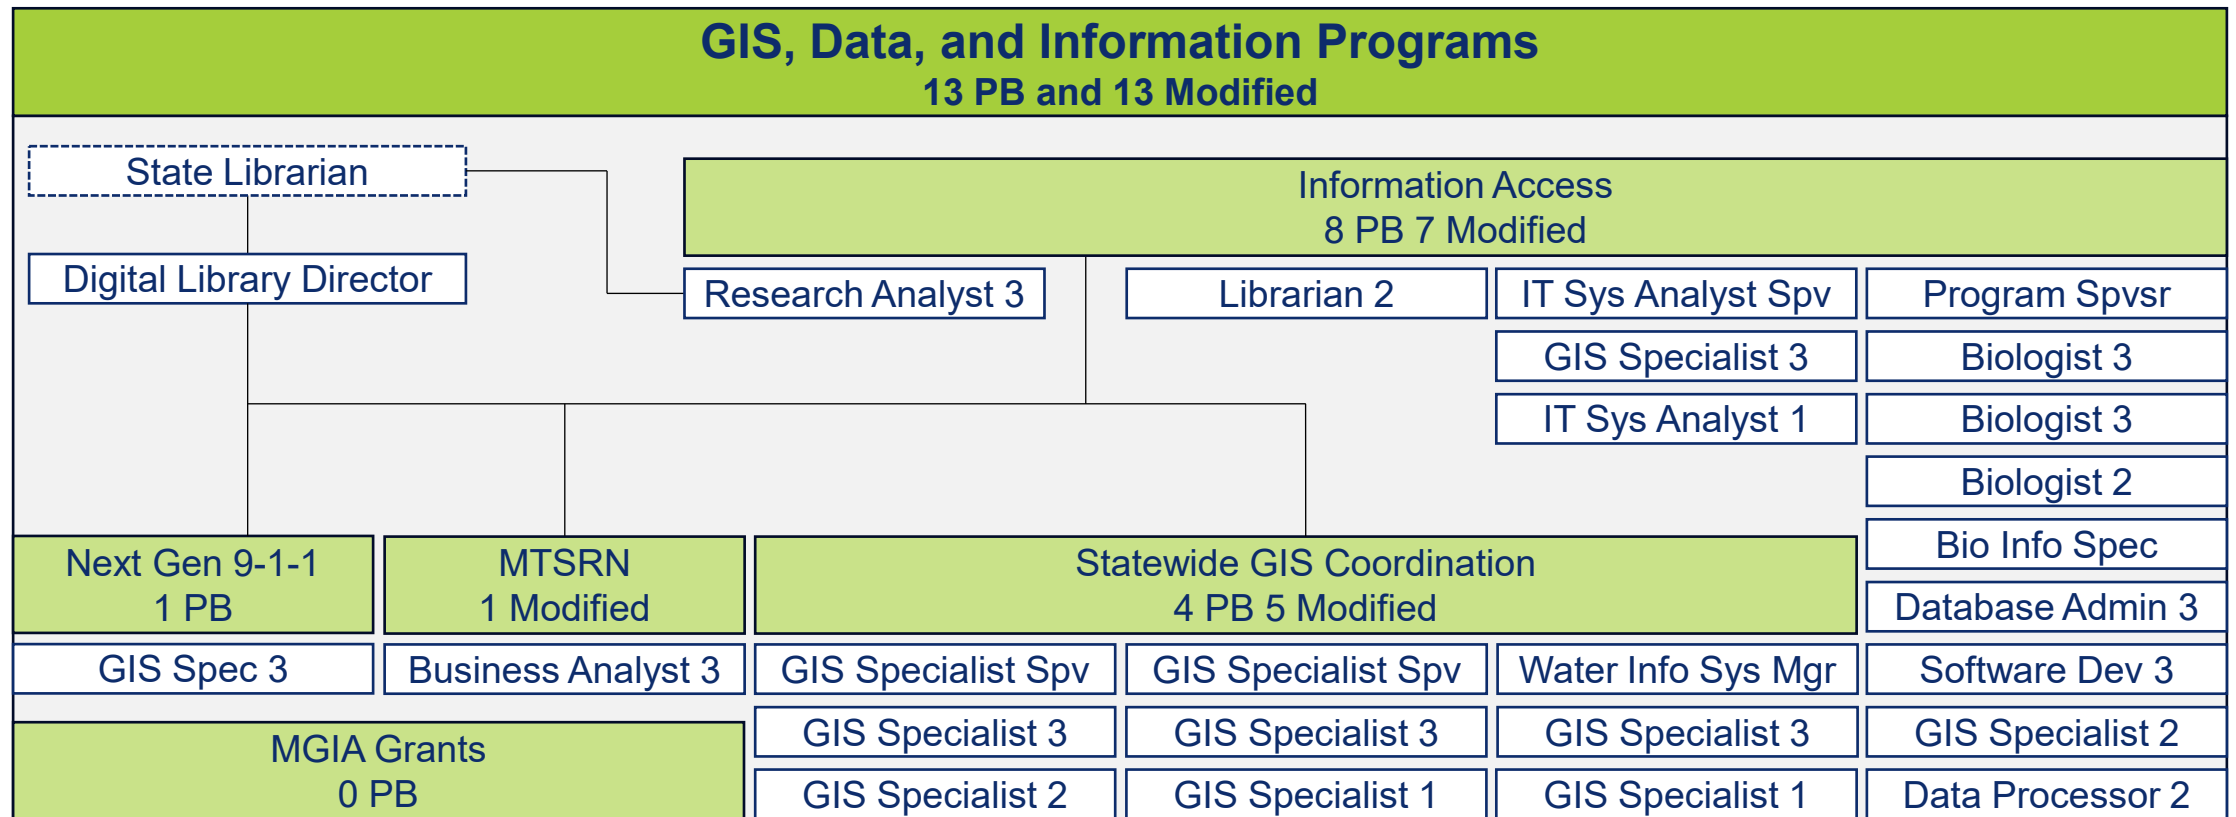 GIS, Data, and Information Programs
13 PB and 13 Modified
State Librarian
Digital Library Director
Information Access
8 PB 7 Modified
Research Analyst 3
Librarian 2
IT Sys Analyst Spv
GIS Specialist 3
IT Sys Analyst 1
Program Spvsr
Biologist 3
Biologist 3
Biologist 2
Bio Info Spec
Database Admin 3
Software Dev 3
GIS Specialist 2
Data Processor 2
Next Gen 9-1-1
1 PB
GIS Spec 3
MTSRN
1 Modified
Business Analyst 3
MGIA Grants
0 PB
Statewide GIS Coordination
4 PB 5 Modified
GIS Specialist Spv
GIS Specialist 3
GIS Specialist 2
GIS Specialist Spv
GIS Specialist 3
GIS Specialist 1
Water Info Sys Mgr
GIS Specialist 3
GIS Specialist 1